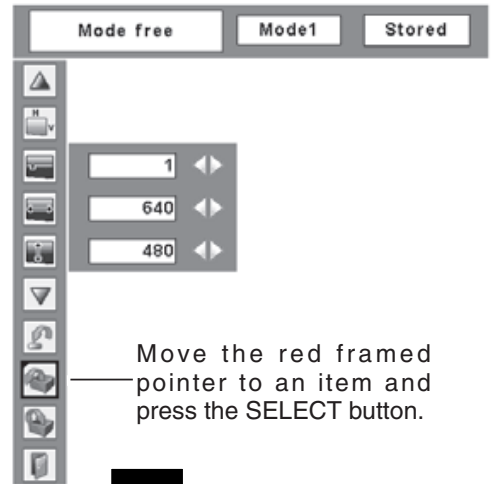 Mode free Mode1 Stored
H
V
1
640
480
Move the red framed
pointer to an item and
press the SELECT button.